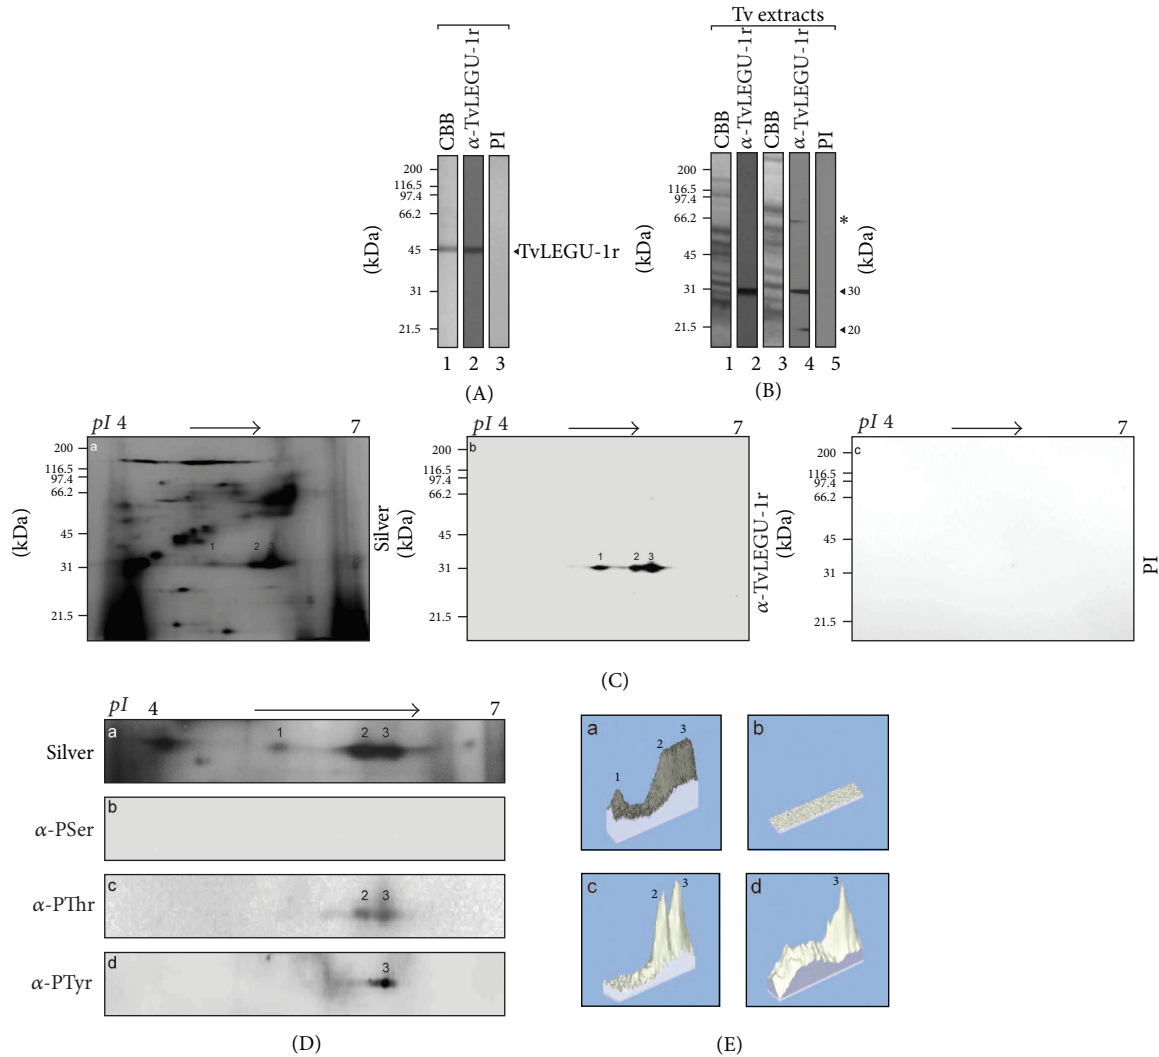 Tv extracts
CBB
α-TvLEGU-1r
PI
CBB
α-TvLEGU-1r
CBB
α-TvLEGU-1r
PI
(kDa)
200
116.5
97.4
66.2
45
31
21.5
TvLEGU-1r
1 2 3
(A)
(kDa)
200
116.5
97.4
66.2
45
31
21.5
*
30
20
1 2 3 4 5
(B)
pI 4 7
a
(kDa)
200
116.5
97.4
66.2
45
31
21.5
1 2 3
Silver
pI 4 7
b
(kDa)
200
116.5
97.4
66.2
45
31
21.5
1 2 3
α-TvLEGU-1r
pI 4 7
c
(kDa)
200
116.5
97.4
66.2
45
31
21.5
PI
(C)
pI 4 7
a
Silver
1 2 3
b
α-PSer
c
α-PThr
2 3
d
α-PTyr
3
(D)
a
1 2 3
b
c
2 3
d
3
(E)